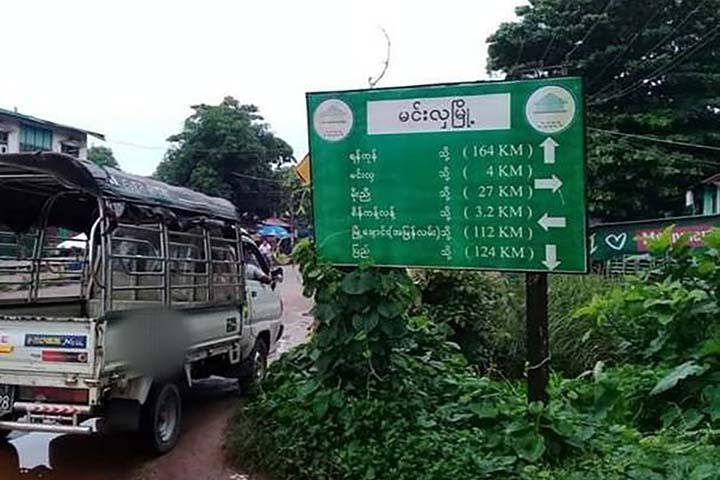 မင်းလှမြို့
ရန်ကုန် သို့ ( 164 KM )
မင်းလှ သို့ ( 4 KM )
မိုးညို သို့ ( 27 KM )
စိန်ကန့်လန့် သို့ ( 3.2 KM )
မြို့ချောင်း(အမြန်လမ်း)သို့ ( 112 KM )
ပြည် သို့ ( 124 KM )